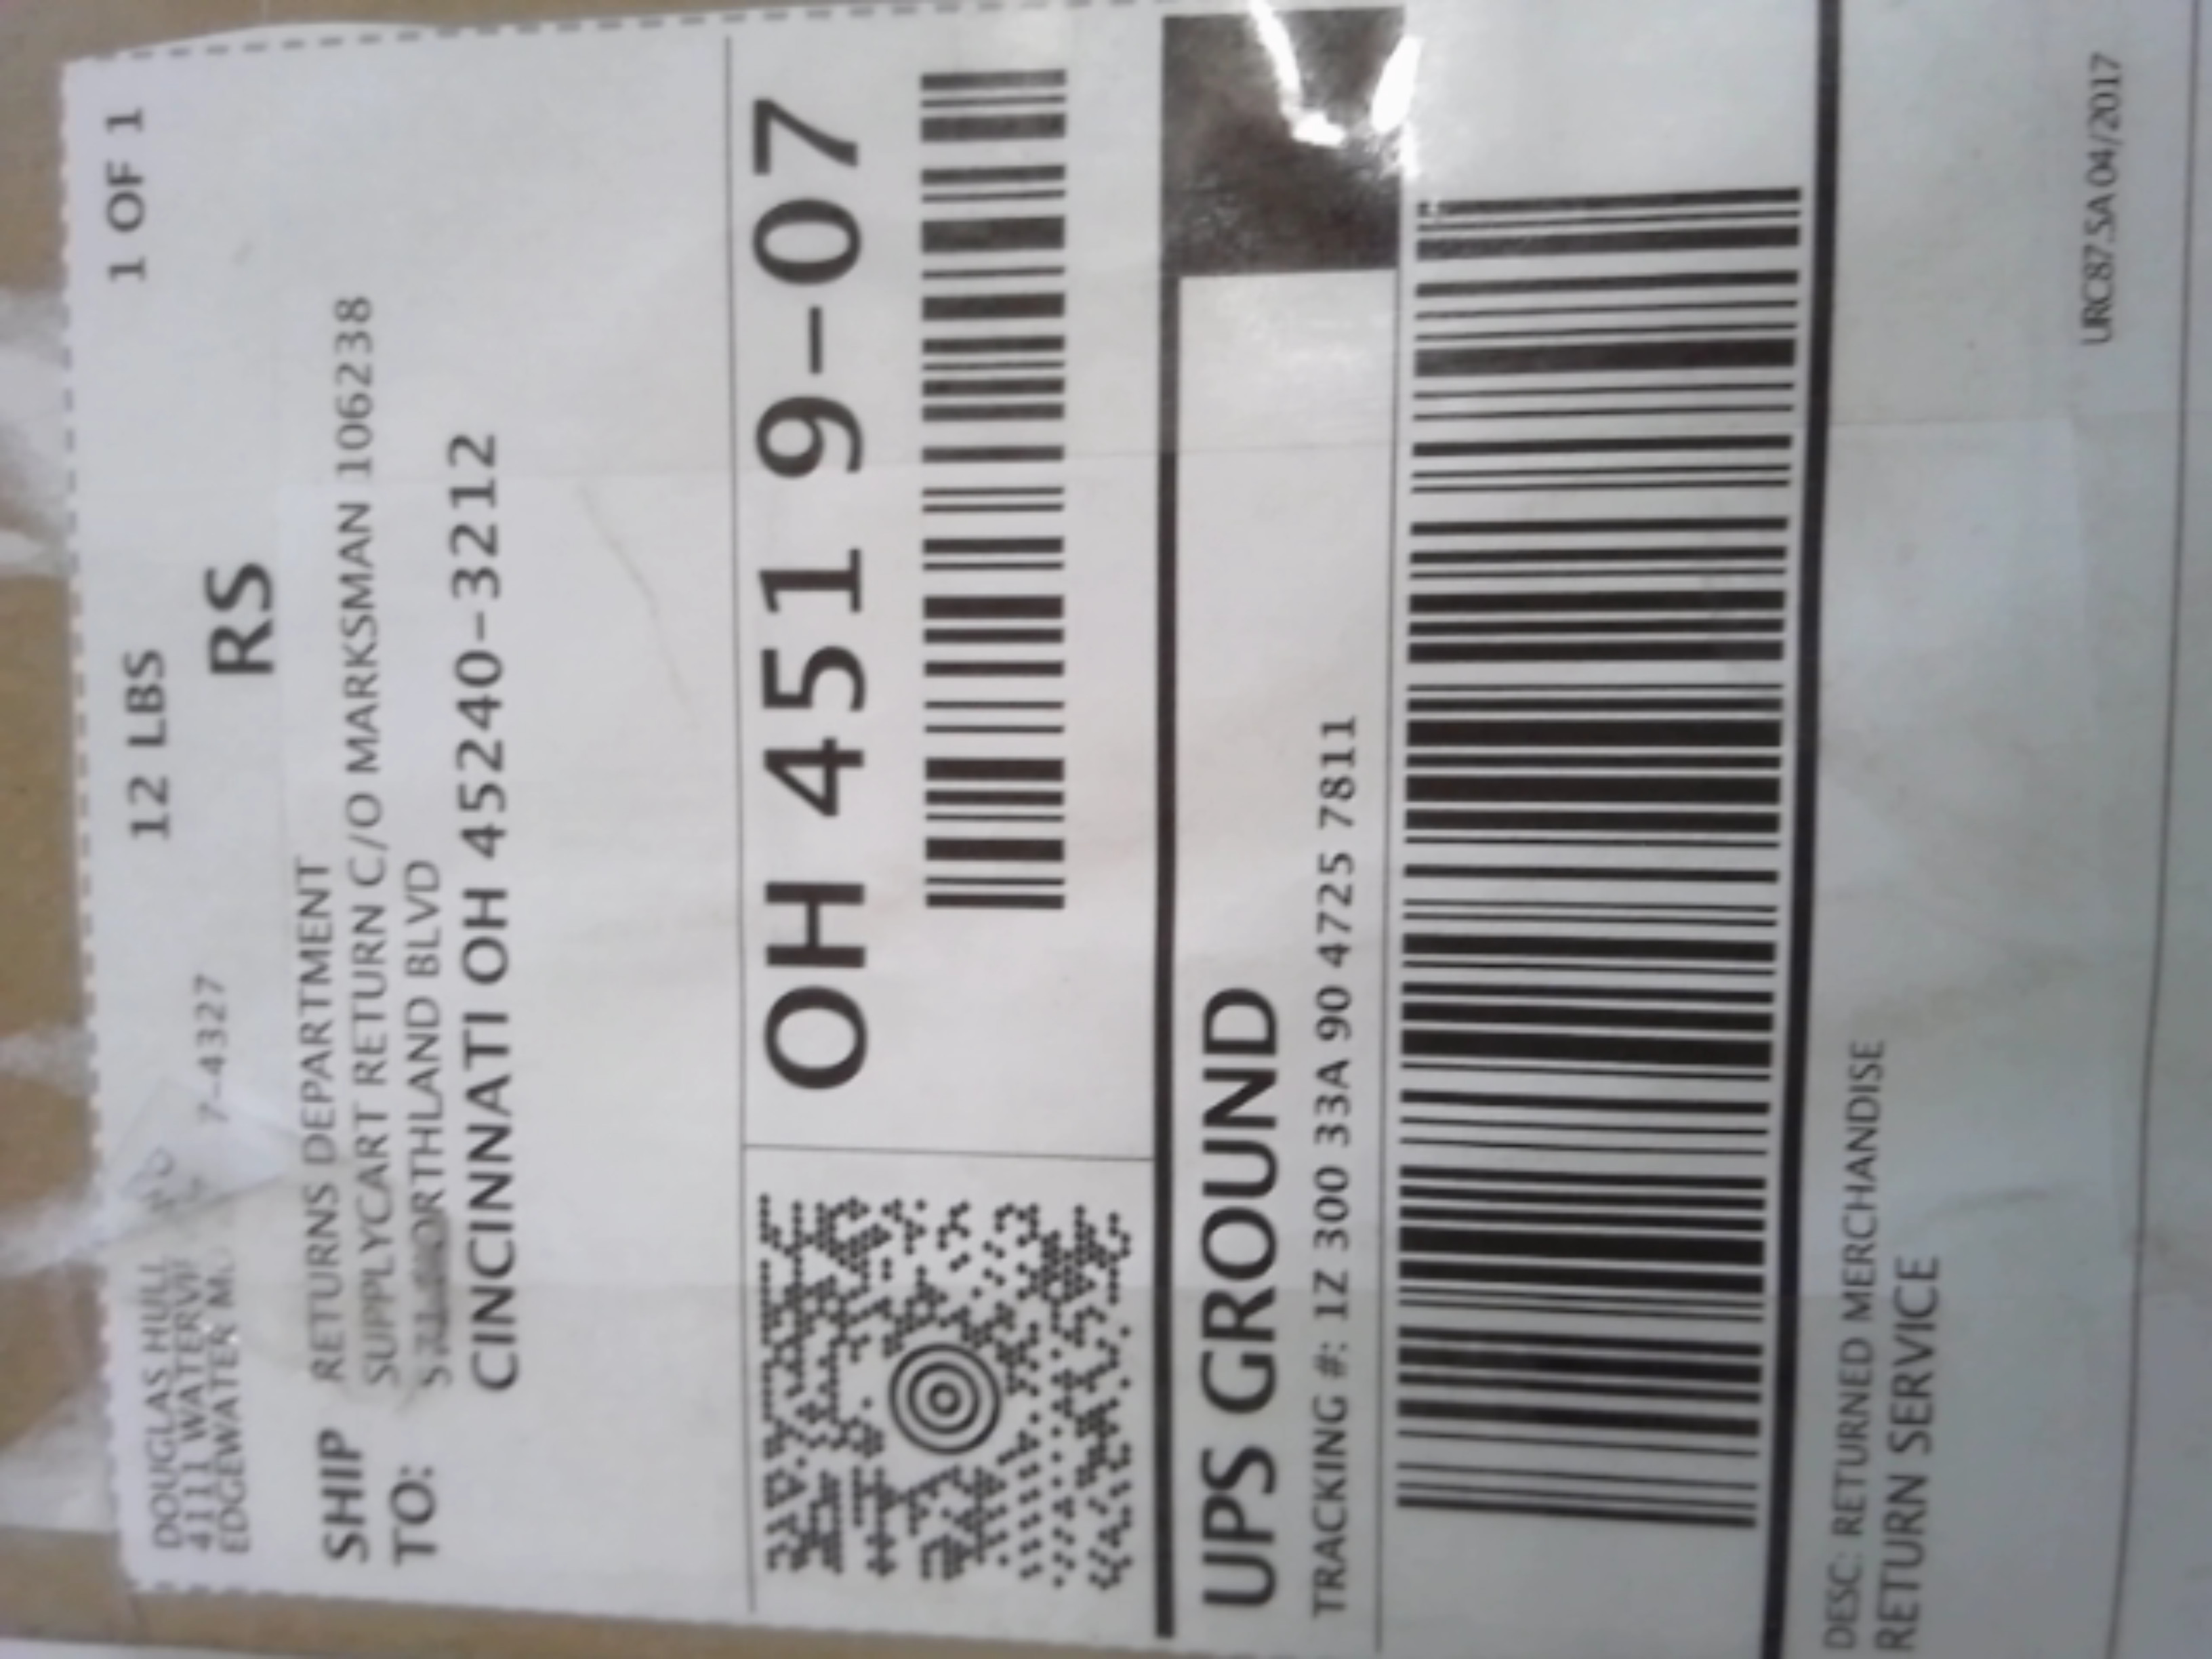 DOUGLAS HULL
4111
EDGEWATER
7-4327
12 LBS
1 OF 1
RS
SHIP
TO:
RETURNS DEPARTMENT
SUPPLYCART RETURN C/O MARKSMAN 106238
BLVD
CINCINNATI OH 45240-3212
OH 451 9-07
UPS GROUND
TRACKING #: 1Z 300 33A 90 4725 7811
DESC: RETURNED MERCHANDISE
RETURN SERVICE
URC87.5A 04/2017